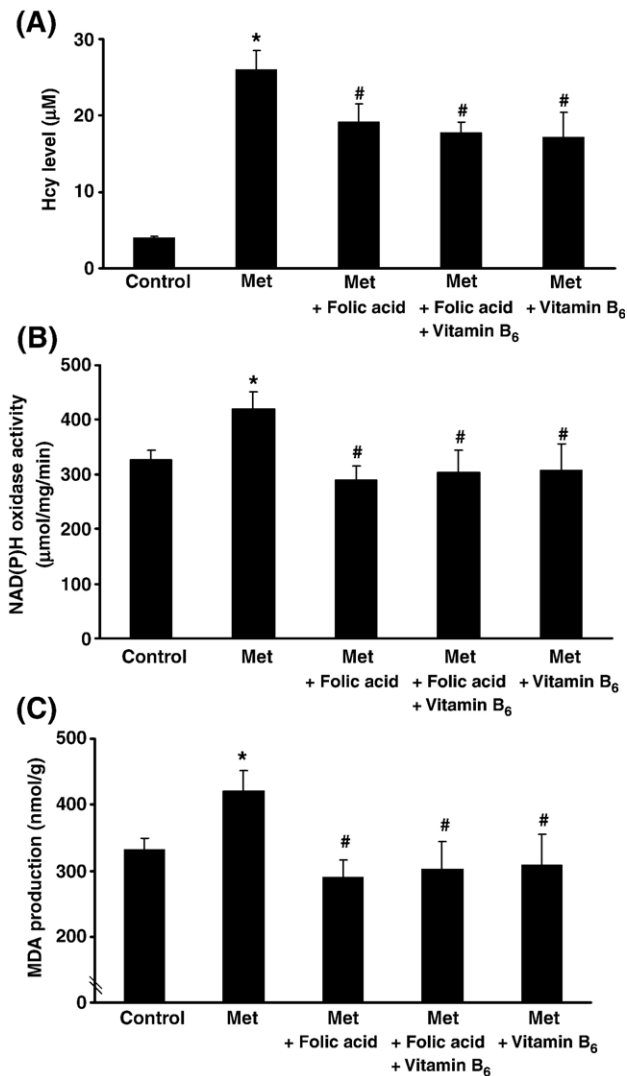 (A)
Hcy level (μM)
30
20
10
0
*
#
#
#
Control
Met
Met
+ Folic acid
Met
+ Folic acid
+ Vitamin B6
Met
+ Vitamin B6
(B)
NAD(P)H oxidase activity
(μmol/mg/min)
500
400
300
200
100
0
*
#
#
#
Control
Met
Met
+ Folic acid
Met
+ Folic acid
+ Vitamin B6
Met
+ Vitamin B6
(C)
MDA production (nmol/g)
500
400
300
200
0
*
#
#
#
Control
Met
Met
+ Folic acid
Met
+ Folic acid
+ Vitamin B6
Met
+ Vitamin B6